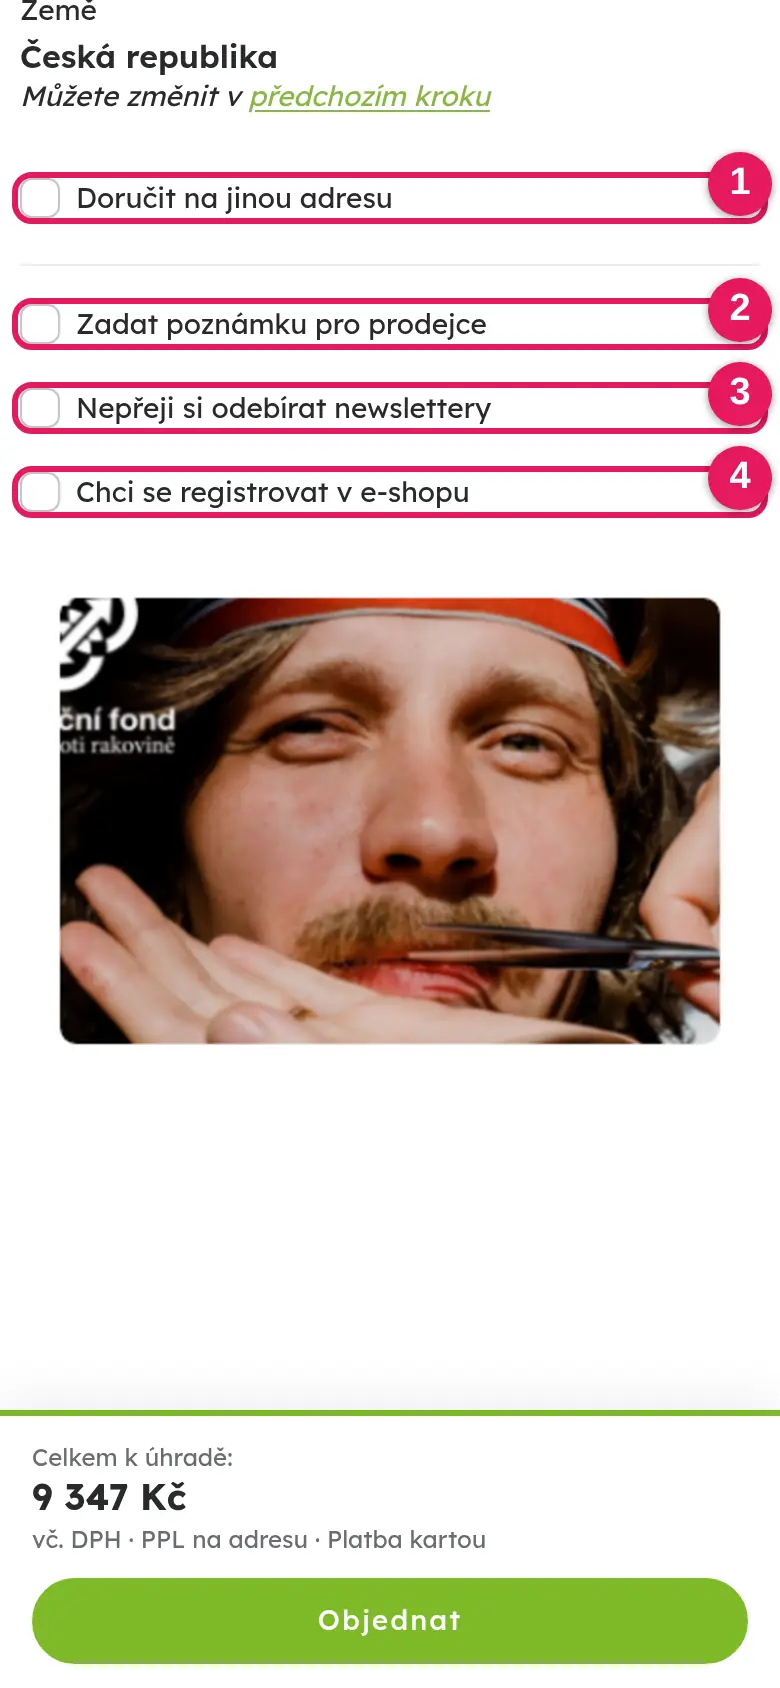 Země
Česká republika
Můžete změnit v předchozím kroku
1
Doručit na jinou adresu
2
Zadat poznámku pro prodejce
3
Nepřeji si odebírat newslettery
4
Chci se registrovat v e-shopu
ční fond
oti rakovině
Celkem k úhradě:
9 347 Kč
vč. DPH · PPL na adresu · Platba kartou
Objednat